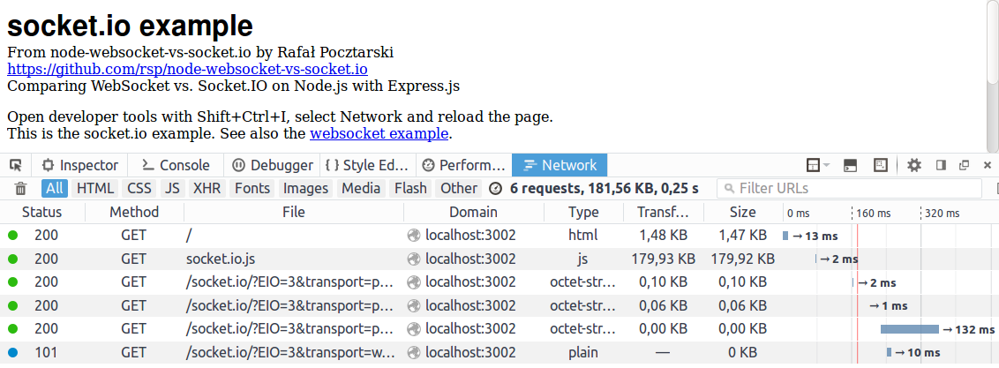 socket.io example
From node-websocket-vs-socket.io by Rafał Pocztarski
https://github.com/rsp/node-websocket-vs-socket.io
Comparing WebSocket vs. Socket.IO on Node.js with Express.js
Open developer tools with Shift+Ctrl+I, select Network and reload the page.
This is the socket.io example. See also the websocket example.
Inspector Console Debugger { } Style Ed... Perform... Network
All HTML CSS JS XHR Fonts Images Media Flash Other 6 requests, 181,56 KB, 0,25 s Filter URLs
Status Method File Domain Type Transf... Size 0 ms 160 ms 320 ms
200 GET / localhost:3002 html 1,48 KB 1,47 KB → 13 ms
200 GET socket.io.js localhost:3002 js 179,93 KB 179,92 KB → 2 ms
200 GET /socket.io/?EIO=3&transport=p... localhost:3002 octet-str... 0,10 KB 0,10 KB → 2 ms
200 GET /socket.io/?EIO=3&transport=p... localhost:3002 octet-str... 0,06 KB 0,06 KB → 1 ms
200 GET /socket.io/?EIO=3&transport=p... localhost:3002 octet-str... 0,00 KB 0,00 KB → 132 ms
101 GET /socket.io/?EIO=3&transport=w... localhost:3002 plain — 0 KB → 10 ms